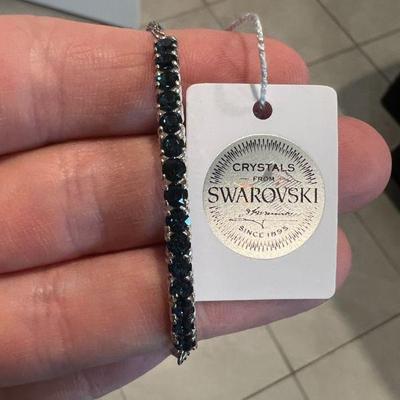 CRYSTALS
FROM
SWAROVSKI
SINCE 1895